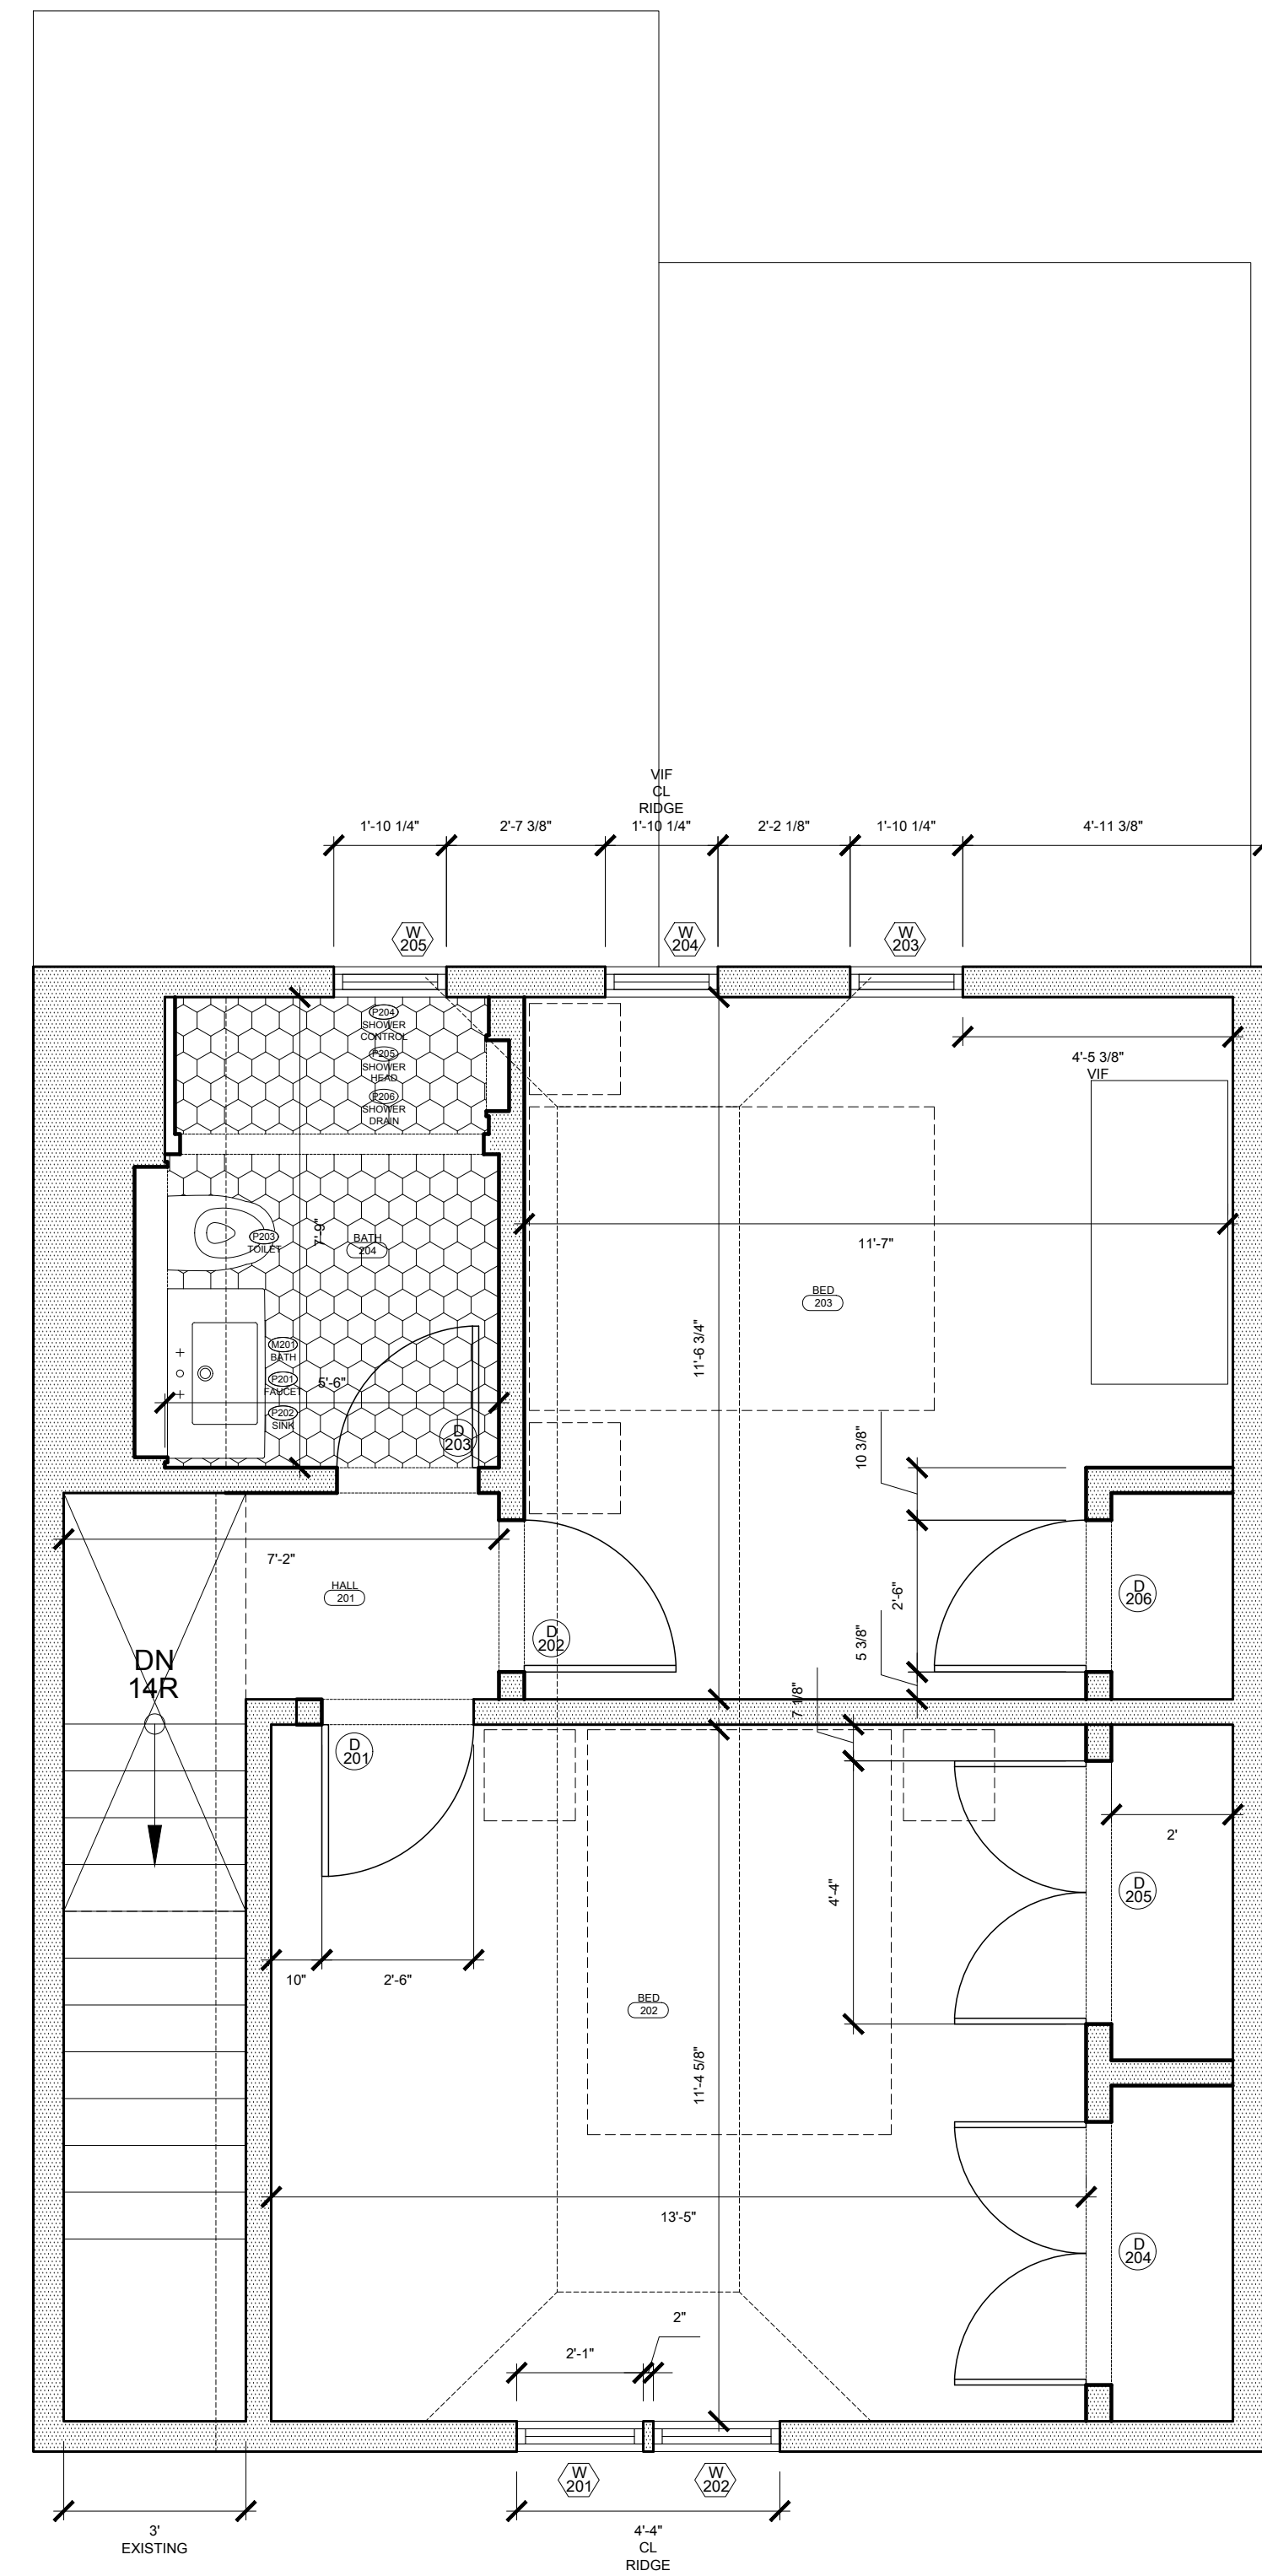 VIF
CL
RIDGE
1'-10 1/4"
2'-7 3/8"
1'-10 1/4"
2'-2 1/8"
1'-10 1/4"
4'-11 3/8"
W
205
W
204
W
203
P204
SHOWER
CONTROL
P205
SHOWER
HEAD
P206
SHOWER
DRAIN
4'-5 3/8"
VIF
P203
TOILET
7'-9"
BATH
204
11'-7"
BED
203
11'-6 3/4"
M201
BATH
P201
FAUCET
5'-6"
P202
SINK
D
203
10 3/8"
7'-2"
HALL
201
D
202
2'-6"
5 3/8"
D
206
DN
14R
7 1/8"
D
201
2'
4'-4"
D
205
10"
2'-6"
BED
202
11'-4 5/8"
13'-5"
D
204
2"
2'-1"
W
201
W
202
3'
EXISTING
4'-4"
CL
RIDGE